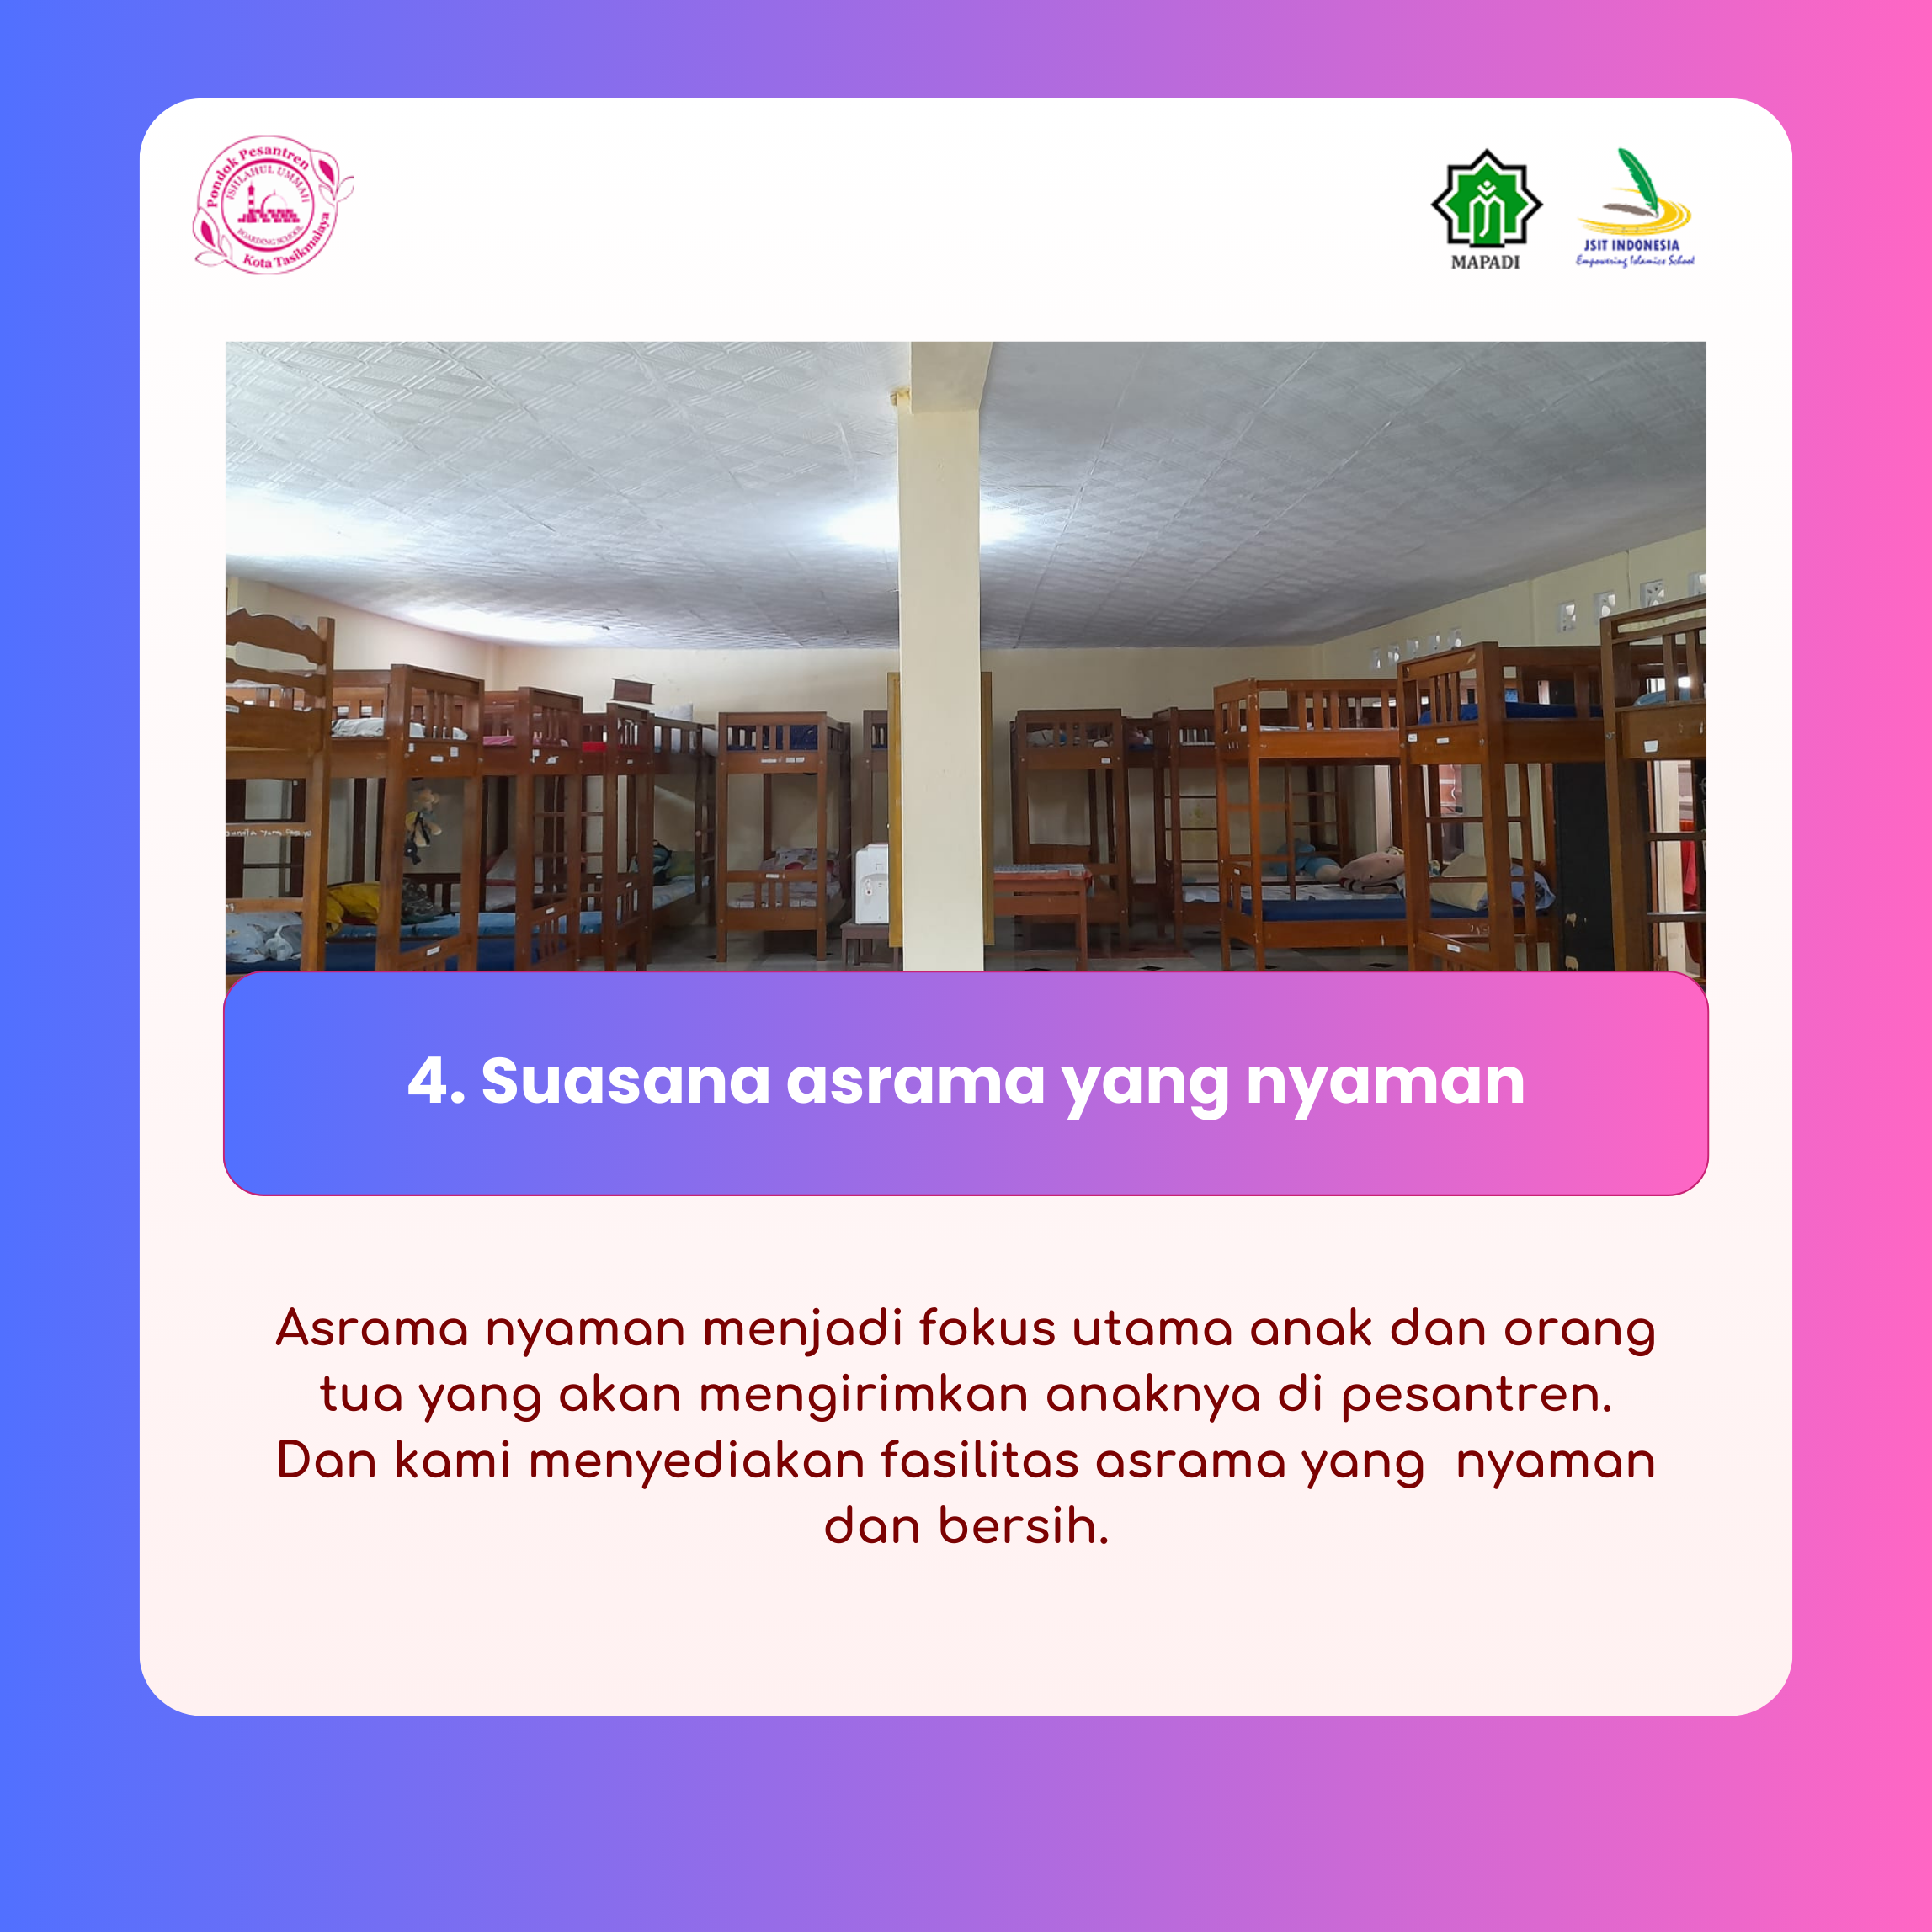 Pondok Pesantren
ISHLAHUL UMMAH
BOARDING SCHOOL
Kota Tasikmalaya
MAPADI
JSIT INDONESIA
Empowering Islamics School
4. Suasana asrama yang nyaman
Asrama nyaman menjadi fokus utama anak dan orang
tua yang akan mengirimkan anaknya di pesantren.
Dan kami menyediakan fasilitas asrama yang  nyaman
dan bersih.